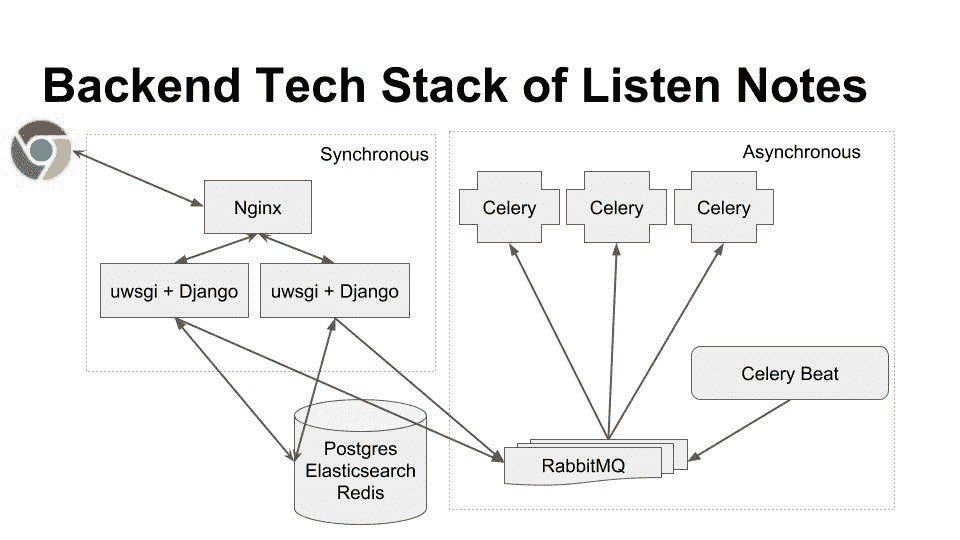 Backend Tech Stack of Listen Notes
Synchronous
Asynchronous
Nginx
Celery
Celery
Celery
uwsgi + Django
uwsgi + Django
Celery Beat
Postgres
Elasticsearch
Redis
RabbitMQ